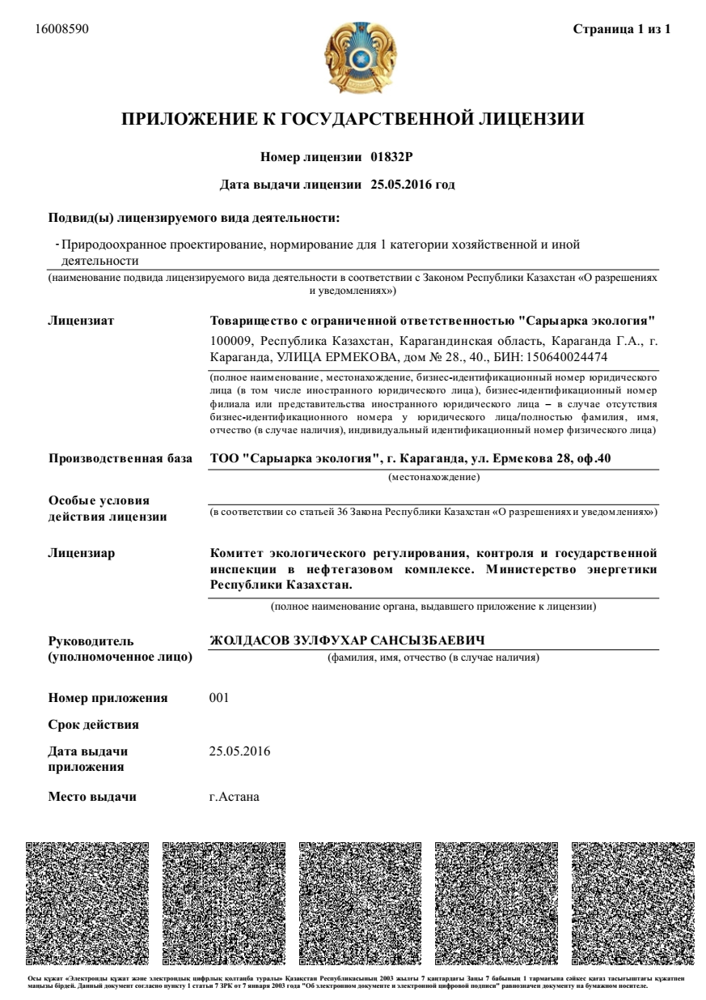 16008590
Страница 1 из 1
ПРИЛОЖЕНИЕ К ГОСУДАРСТВЕННОЙ ЛИЦЕНЗИИ
Номер лицензии 01832Р
Дата выдачи лицензии 25.05.2016 год
Подвид(ы) лицензируемого вида деятельности:
- Природоохранное проектирование, нормирование для 1 категории хозяйственной и иной
деятельности
(наименование подвида лицензируемого вида деятельности в соответствии с Законом Республики Казахстан «О разрешениях
и уведомлениях»)
Лицензиат
Товарищество с ограниченной ответственностью "Сарыарка экология"
100009, Республика Казахстан, Карагандинская область, Караганда Г.А., г.
Караганда, УЛИЦА ЕРМЕКОВА, дом № 28., 40., БИН: 150640024474
(полное наименование, местонахождение, бизнес-идентификационный номер юридического
лица (в том числе иностранного юридического лица), бизнес-идентификационный номер
филиала или представительства иностранного юридического лица – в случае отсутствия
бизнес-идентификационного номера у юридического лица/полностью фамилия, имя,
отчество (в случае наличия), индивидуальный идентификационный номер физического лица)
Производственная база
ТОО "Сарыарка экология", г. Караганда, ул. Ермекова 28, оф.40
(местонахождение)
Особые условия
действия лицензии
(в соответствии со статьей 36 Закона Республики Казахстан «О разрешениях и уведомлениях»)
Лицензиар
Комитет экологического регулирования, контроля и государственной
инспекции в нефтегазовом комплексе. Министерство энергетики
Республики Казахстан.
(полное наименование органа, выдавшего приложение к лицензии)
Руководитель
(уполномоченное лицо)
ЖОЛДАСОВ ЗУЛФУХАР САНСЫЗБАЕВИЧ
(фамилия, имя, отчество (в случае наличия)
Номер приложения
001
Срок действия
Дата выдачи
приложения
25.05.2016
Место выдачи
г.Астана
Осы құжат «Электронды құжат және электрондық цифрлық қолтаңба туралы» Қазақстан Республикасының 2003 жылғы 7 қаңтардағы Заңы 7 бабының 1 тармағына сәйкес қағаз тасығыштағы құжатпен
маңызы бірдей. Данный документ согласно пункту 1 статьи 7 ЗРК от 7 января 2003 года "Об электронном документе и электронной цифровой подписи" равнозначен документу на бумажном носителе.